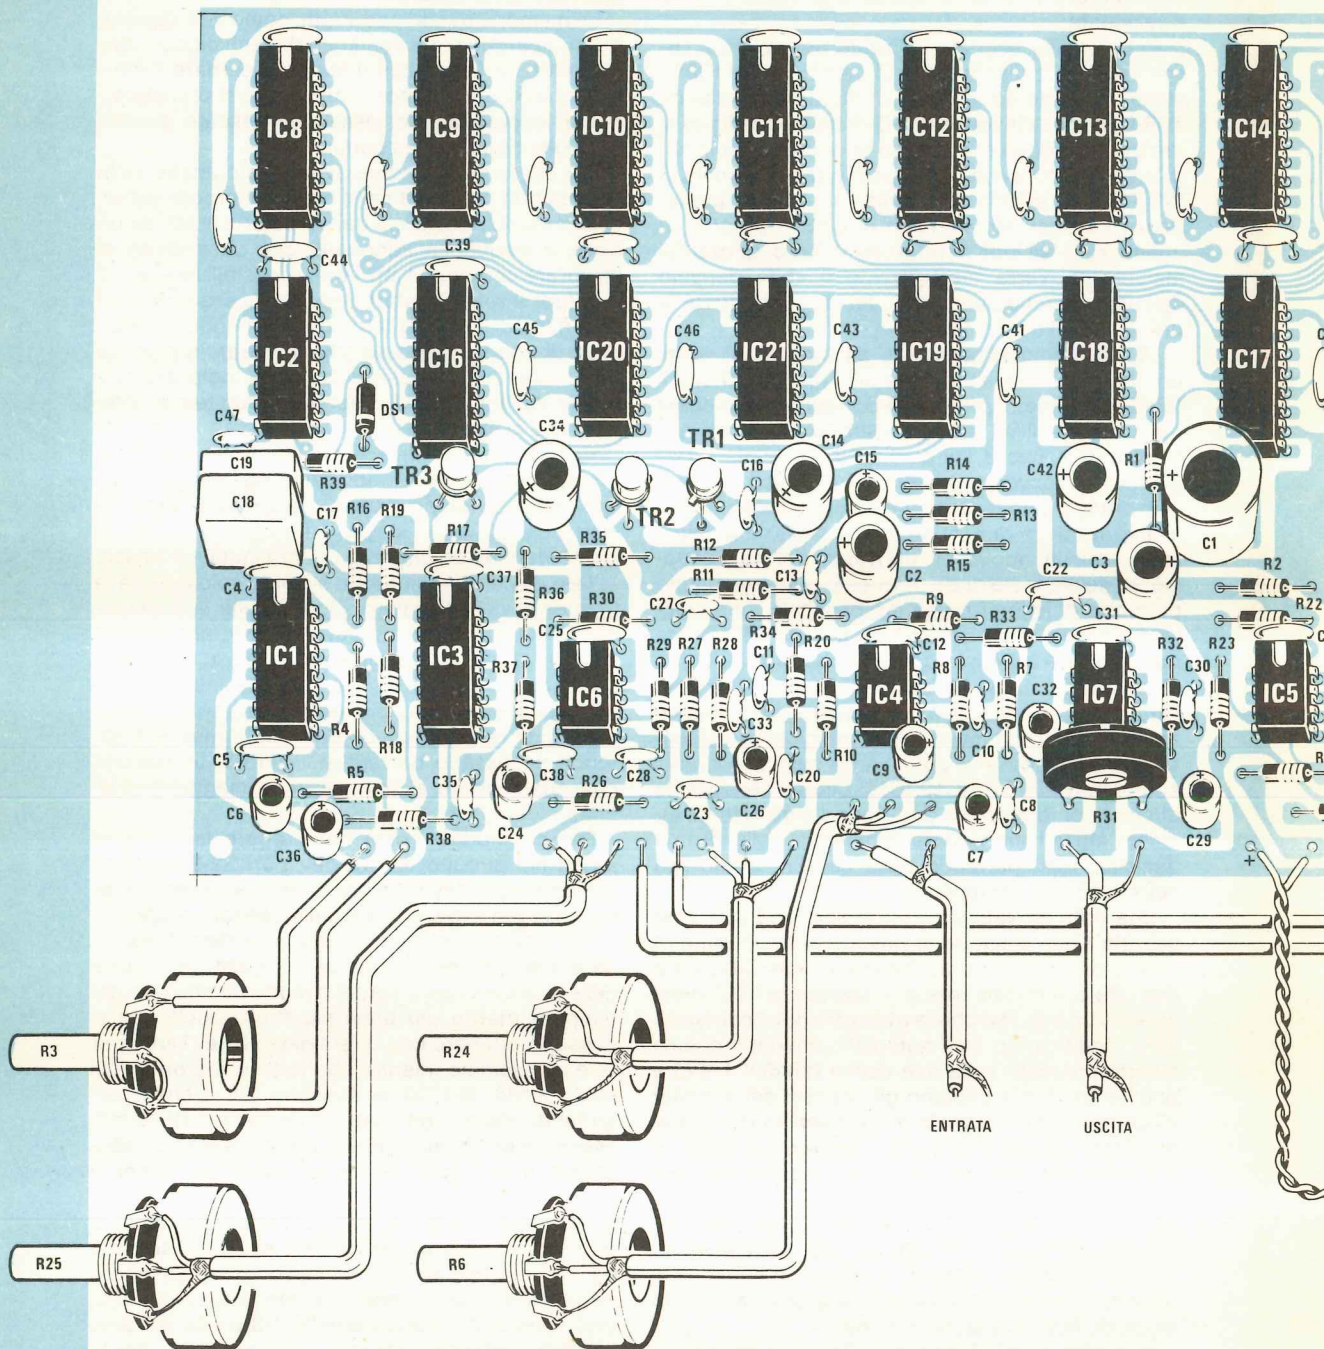 IC8 IC9 IC10 IC11 IC12 IC13 IC14
C44 C39
IC2 IC16 C45 IC20 C46 IC21 C43 IC19 C41 IC18 IC17
DS1
C47 C34 TR1 C14
C19 R39 TR3 C16 C15 R14 C42 R1
C18 TR2 R13
C17 R16 R19 R17 R35 R12 R15 C2 C3 C1
C4 C37 R36 R11 C13 C22 R2
C25 R30 C27 R34 R9 R33 C31 R22
IC1 IC3 R37 R29 R27 R28 C11 R20 C12 R32 R23
IC6 IC4 R8 R7 C32 IC7 C30 IC5
R4 R18 C33 R10 C10
C5 C38 C28 C20 C9
R5 C35 R26
C6 C24 C23 C26 C8 R31 C29
C36 R38 C7
+
R3 R24
ENTRATA USCITA
R25 R6